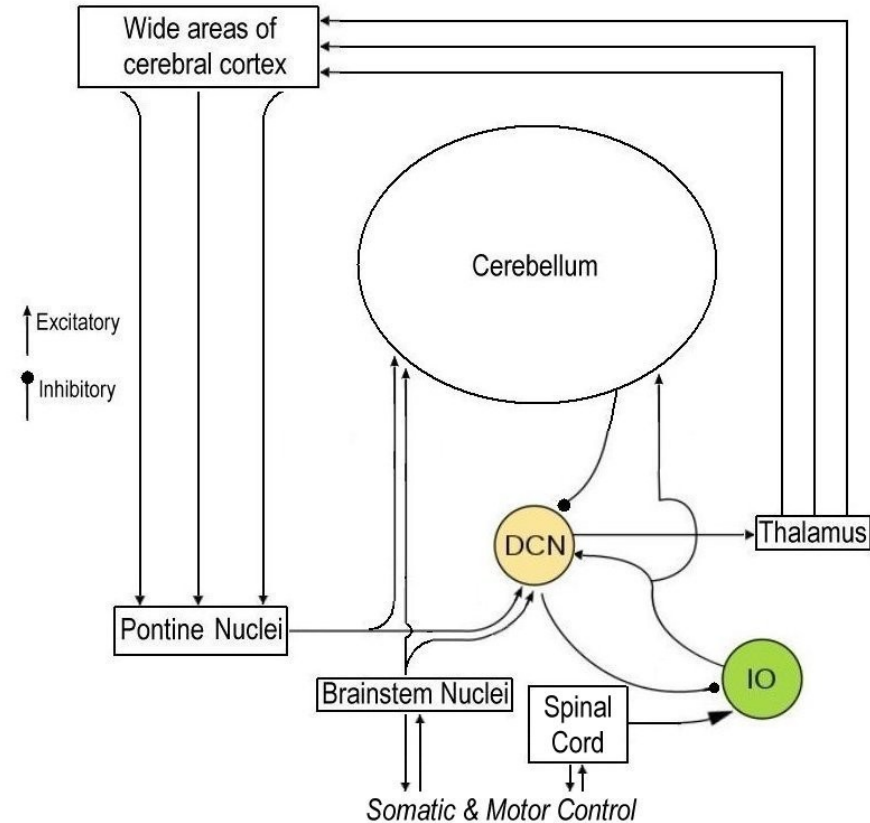 Wide areas of
cerebral cortex
Cerebellum
Excitatory
Inhibitory
DCN
Thalamus
Pontine Nuclei
IO
Brainstem Nuclei
Spinal
Cord
Somatic & Motor Control